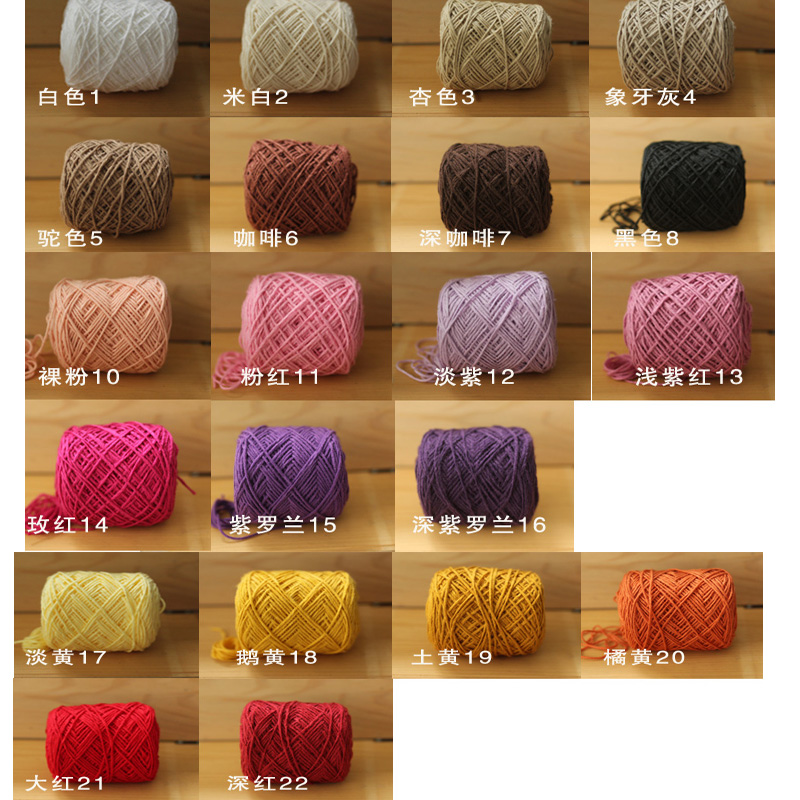 白色1
米白2
杏色3
象牙灰4
驼色5
咖啡6
深咖啡7
黑色8
裸粉10
粉红11
淡紫12
浅紫红13
玫红14
紫罗兰15
深紫罗兰16
淡黄17
鹅黄18
土黄19
橘黄20
大红21
深红22